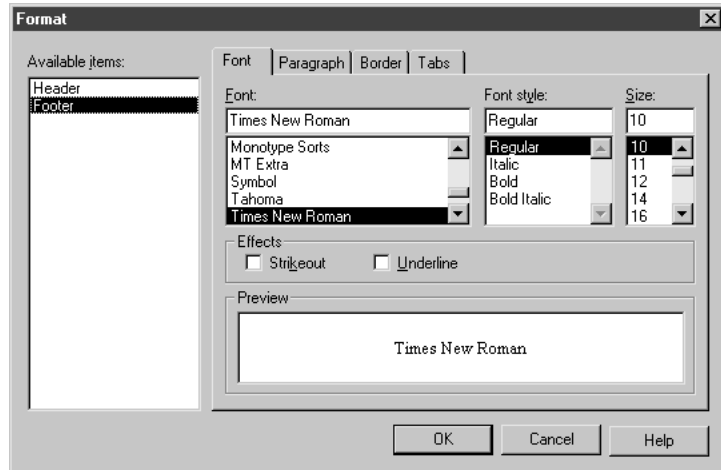 Format
Available items:
Header
Footer
Font Paragraph Border Tabs
Font:
Times New Roman
Monotype Sorts
MT Extra
Symbol
Tahoma
Times New Roman
Font style:
Regular
Regular
Italic
Bold
Bold Italic
Size:
10
10
11
12
14
16
Effects
Strikeout Underline
Preview
Times New Roman
OK Cancel Help